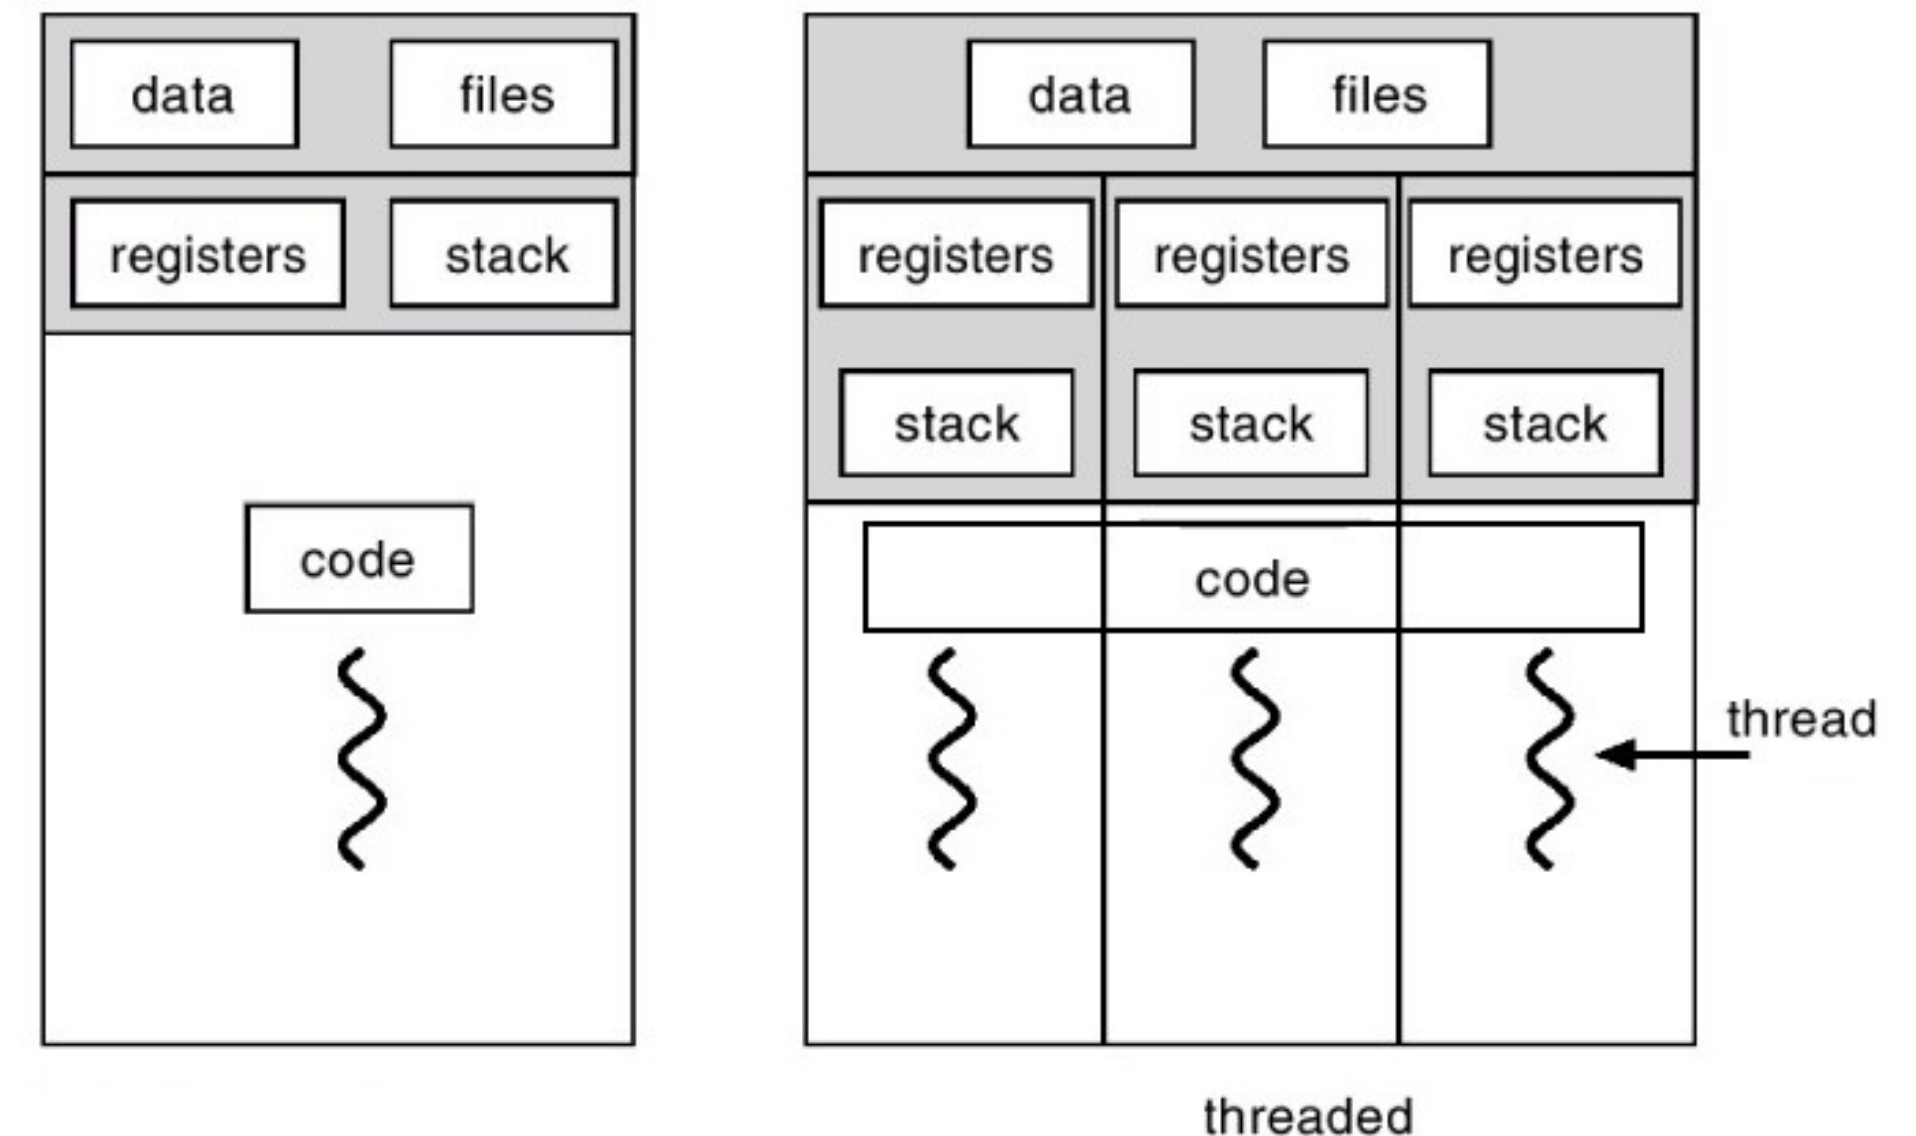 data files
registers stack
code
data files
registers registers registers
stack stack stack
code
thread
threaded